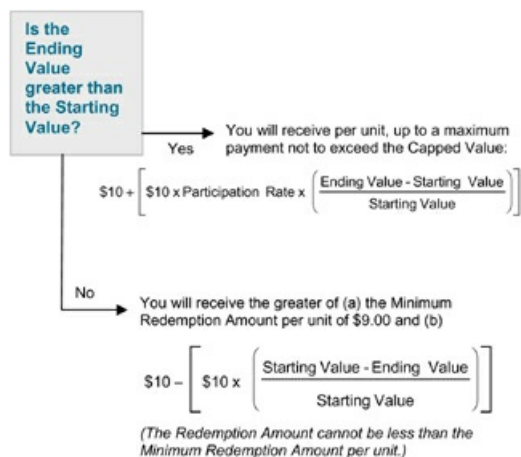 Is the
Ending
Value
greater than
the Starting
Value?
Yes
You will receive per unit, up to a maximum
payment not to exceed the Capped Value:
$10 + [ $10 x Participation Rate x ( Ending Value - Starting Value
Starting Value ) ]
No
You will receive the greater of (a) the Minimum
Redemption Amount per unit of $9.00 and (b)
$10 – [ $10 x ( Starting Value - Ending Value
Starting Value ) ]
(The Redemption Amount cannot be less than the
Minimum Redemption Amount per unit.)